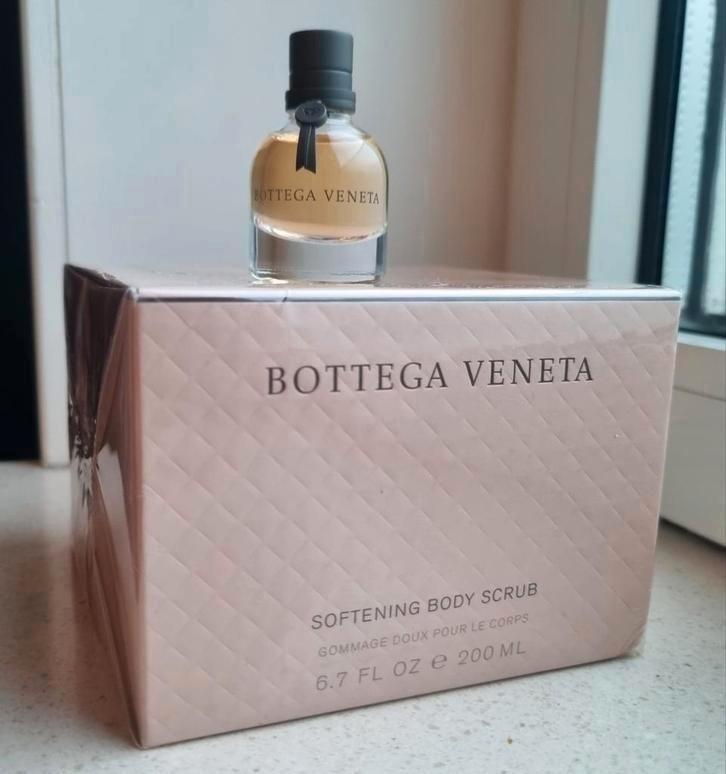 BOTTEGA VENETA
BOTTEGA VENETA
SOFTENING BODY SCRUB
GOMMAGE DOUX POUR LE CORPS
6.7 FL OZ ℮ 200 ML